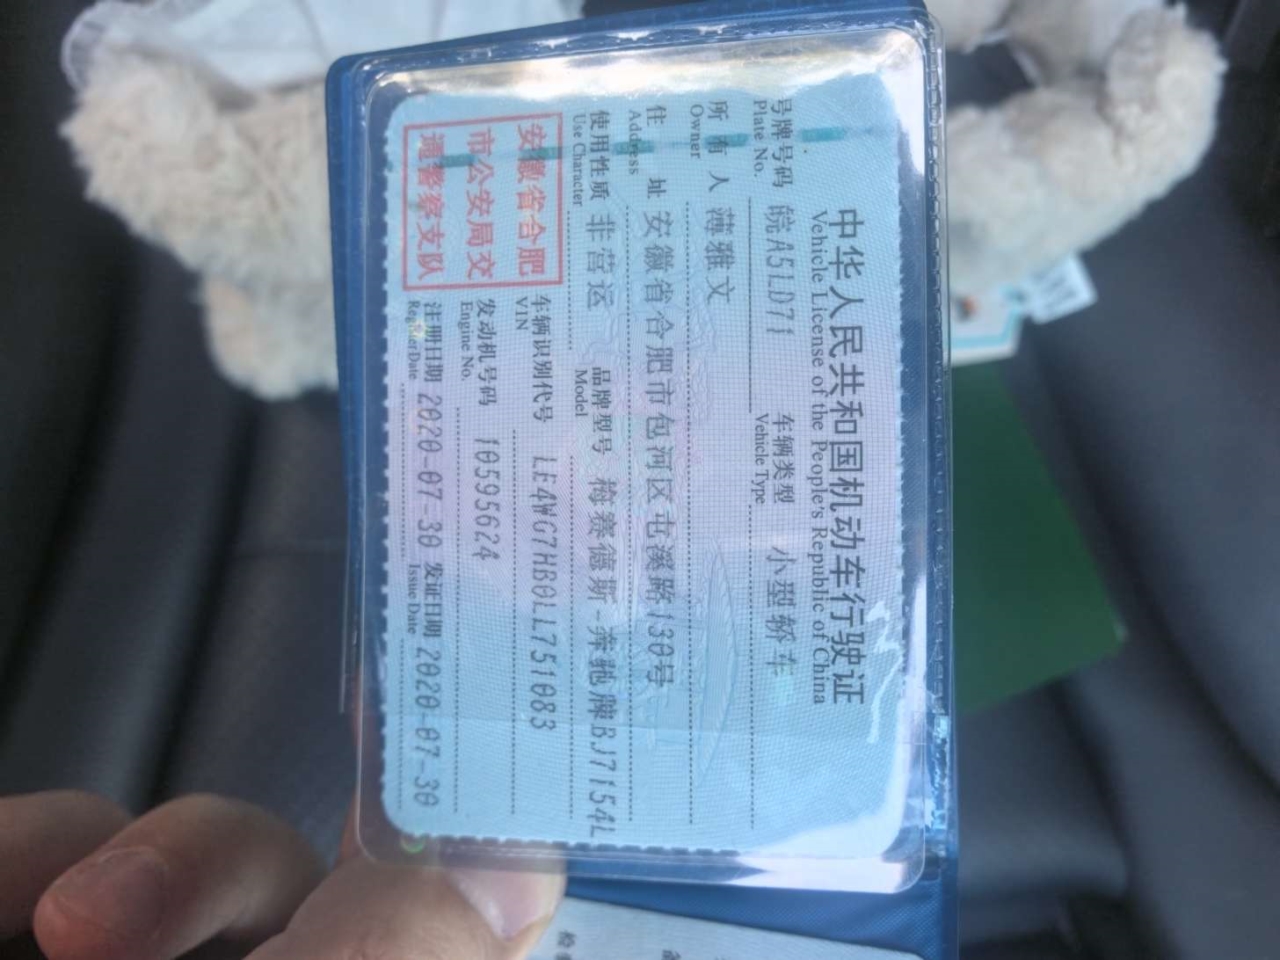 中华人民共和国机动车行驶证
Vehicle License of the People's Republic of China
号牌号码 皖A5LD71 车辆类型 小型轿车
Plate No. Vehicle Type
所有人 薄雅文
Owner
住址 安徽省合肥市包河区屯溪路130号
Address
使用性质 非营运 品牌型号 梅赛德斯-奔驰牌BJ7154L
Use Character Model
安徽省合肥
市公安局交
通警察支队
车辆识别代号 LE4WG7HB0LL751083
VIN
发动机号码 10595624
Engine No.
注册日期 2020-07-30 发证日期 2020-07-30
Register Date Issue Date